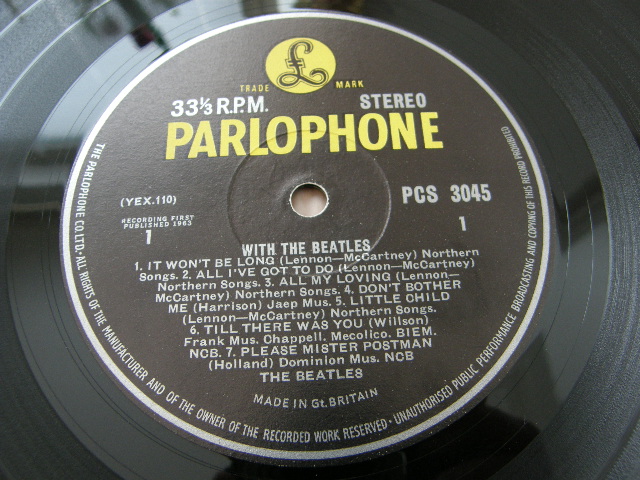 £
TRADE MARK
33⅓ R.P.M. STEREO
PARLOPHONE
(YEX.110) PCS 3045
RECORDING FIRST
PUBLISHED 1963
1 1
WITH THE BEATLES
1. IT WON'T BE LONG (Lennon—McCartney) Northern
Songs. 2. ALL I'VE GOT TO DO (Lennon—McCartney)
Northern Songs. 3. ALL MY LOVING (Lennon—
McCartney) Northern Songs. 4. DON'T BOTHER
ME (Harrison) Jaep Mus. 5. LITTLE CHILD
(Lennon—McCartney) Northern Songs.
6. TILL THERE WAS YOU (Willson)
Frank Mus. Chappell. Mecolico. BIEM.
NCB. 7. PLEASE MISTER POSTMAN
(Holland) Dominion Mus. NCB
THE BEATLES
MADE IN Gt. BRITAIN
THE PARLOPHONE CO. LTD.- ALL RIGHTS OF THE MANUFACTURER AND OF THE OWNER OF THE RECORDED WORK RESERVED - UNAUTHORISED PUBLIC PERFORMANCE BROADCASTING AND COPYING OF THIS RECORD PROHIBITED